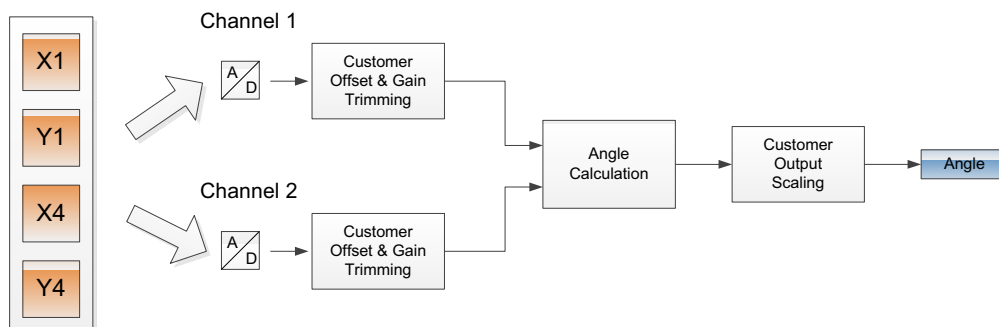 X1
Y1
X4
Y4
Channel 1
A
D
Customer
Offset & Gain
Trimming
Channel 2
A
D
Customer
Offset & Gain
Trimming
Angle
Calculation
Customer
Output
Scaling
Angle